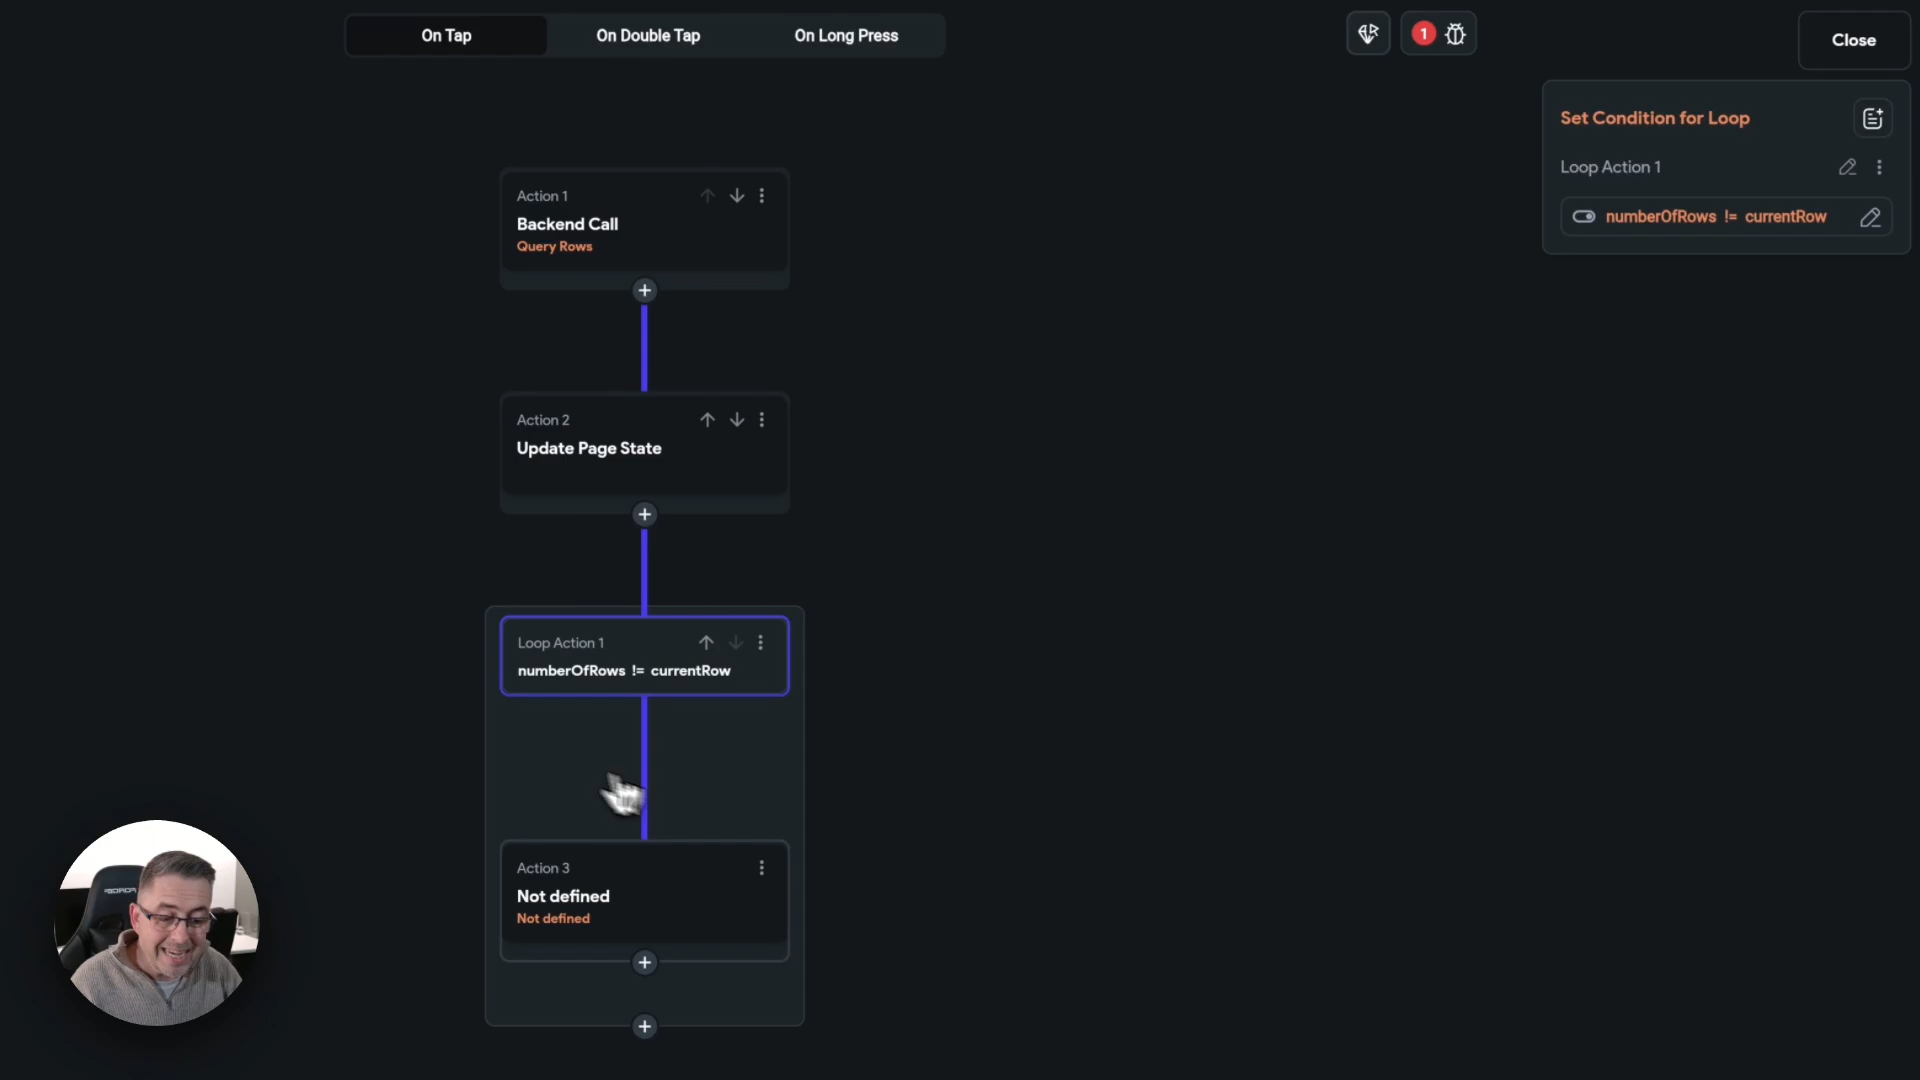 On Tap
On Double Tap
On Long Press
1
Close
Set Condition for Loop
Loop Action 1
numberOfRows != currentRow
Action 1
Backend Call
Query Rows
Action 2
Update Page State
Loop Action 1
numberOfRows != currentRow
Action 3
Not defined
Not defined